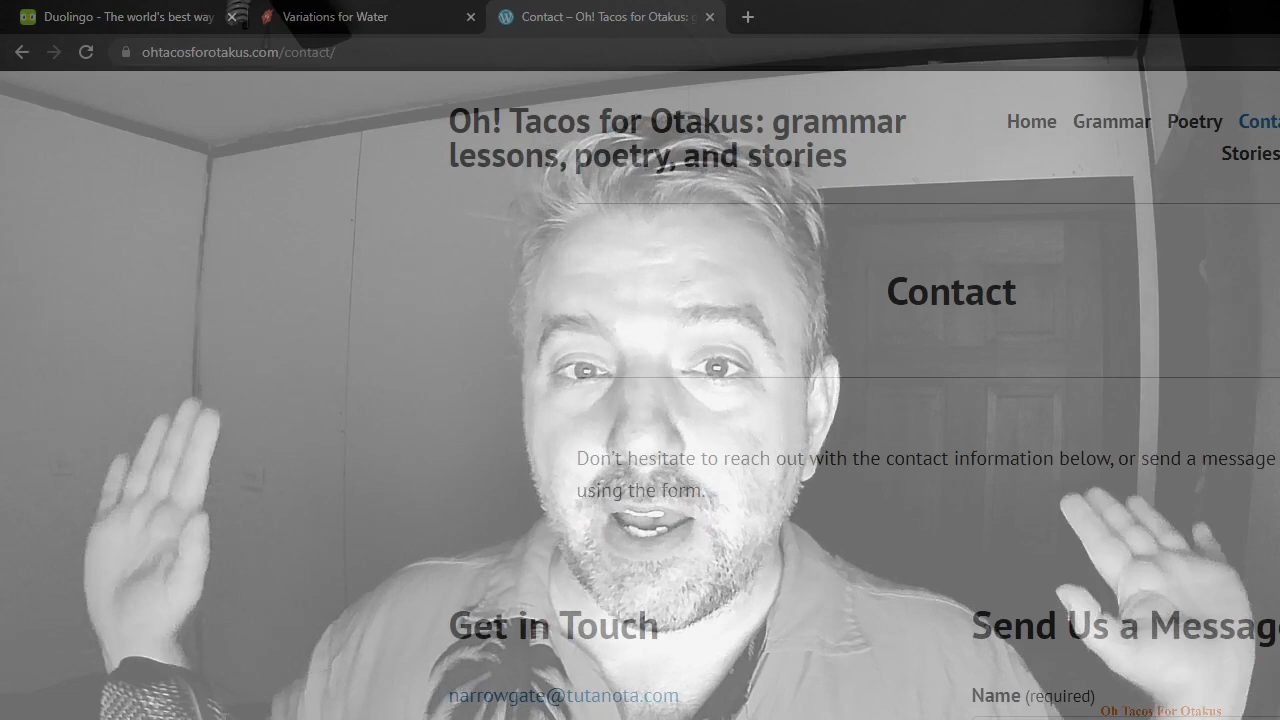 Duolingo - The world's best way
Variations for Water
Contact – Oh! Tacos for Otakus: g
ohtacosforotakus.com/contact/
Oh! Tacos for Otakus: grammar
lessons, poetry, and stories
Home Grammar Poetry Conta
Stories
Contact
Don't hesitate to reach out with the contact information below, or send a message
using the form.
Get in Touch
Send Us a Message
narrowgate@tutanota.com
Name (required)
Oh Tacos For Otakus